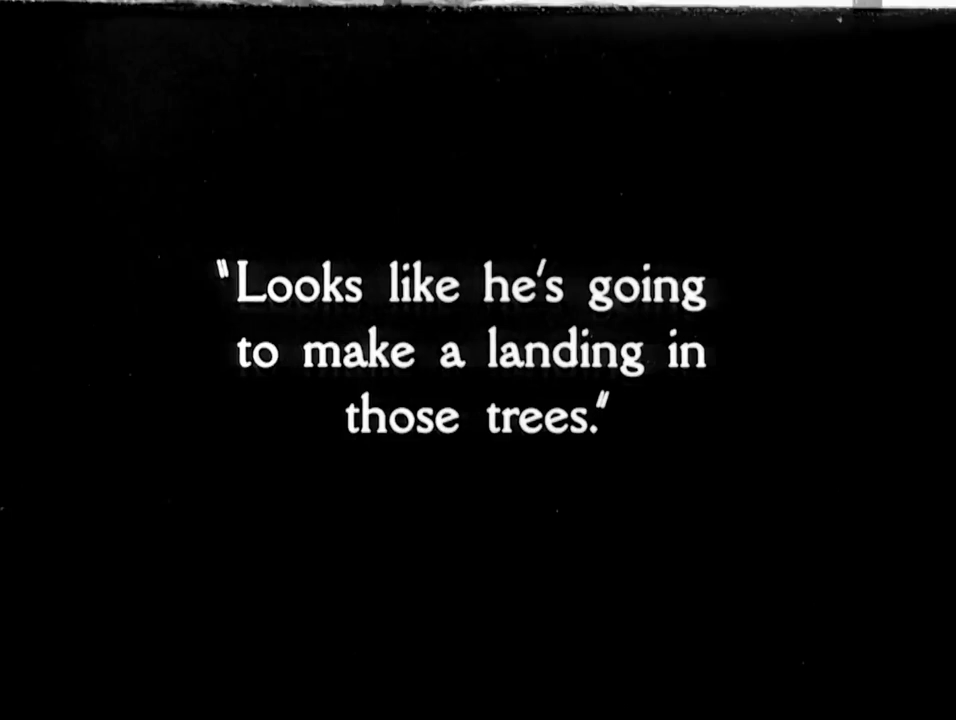 "Looks like he's going
to make a landing in
those trees."